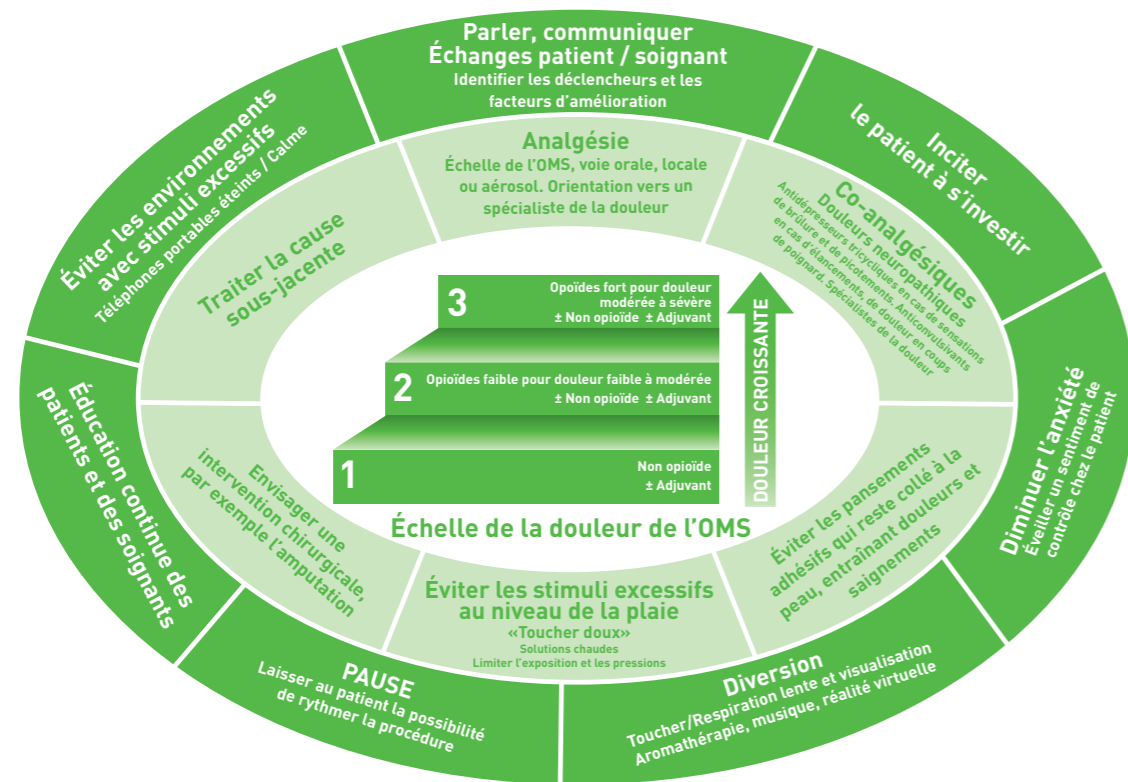 Parler, communiquer
Échanges patient / soignant
Identifier les déclencheurs et les
facteurs d'amélioration
Inciter
le patient à s'investir
Diminuer l'anxiété
Éveiller un sentiment de
contrôle chez le patient
Diversion
Toucher/Respiration lente et visualisation
Aromathérapie, musique, réalité virtuelle
PAUSE
Laisser au patient la possibilité
de rythmer la procédure
Éducation continue des
patients et des soignants
Éviter les environnements
avec stimuli excessifs
Téléphones portables éteints / Calme
Analgésie
Échelle de l'OMS, voie orale, locale
ou aérosol. Orientation vers un
spécialiste de la douleur
Co-analgésiques
Douleurs neuropathiques
Antidépresseurs tricycliques en cas de sensations
de brûlure et de picotements. Anticonvulsivants
en cas d'élancements, de douleur en coups
de poignard. Spécialistes de la douleur
Éviter les pansements
adhésifs qui reste collé à la
peau, entraînant douleurs et
saignements
Éviter les stimuli excessifs
au niveau de la plaie
«Toucher doux»
Solutions chaudes
Limiter l'exposition et les pressions
Envisager une
intervention chirurgicale,
par exemple l'amputation
Traiter la cause
sous-jacente
3
Opoïdes fort pour douleur
modérée à sévère
± Non opioïde ± Adjuvant
2
Opioïdes faible pour douleur faible à modérée
± Non opioïde ± Adjuvant
1
Non opioïde
± Adjuvant
DOULEUR CROISSANTE
Échelle de la douleur de l'OMS